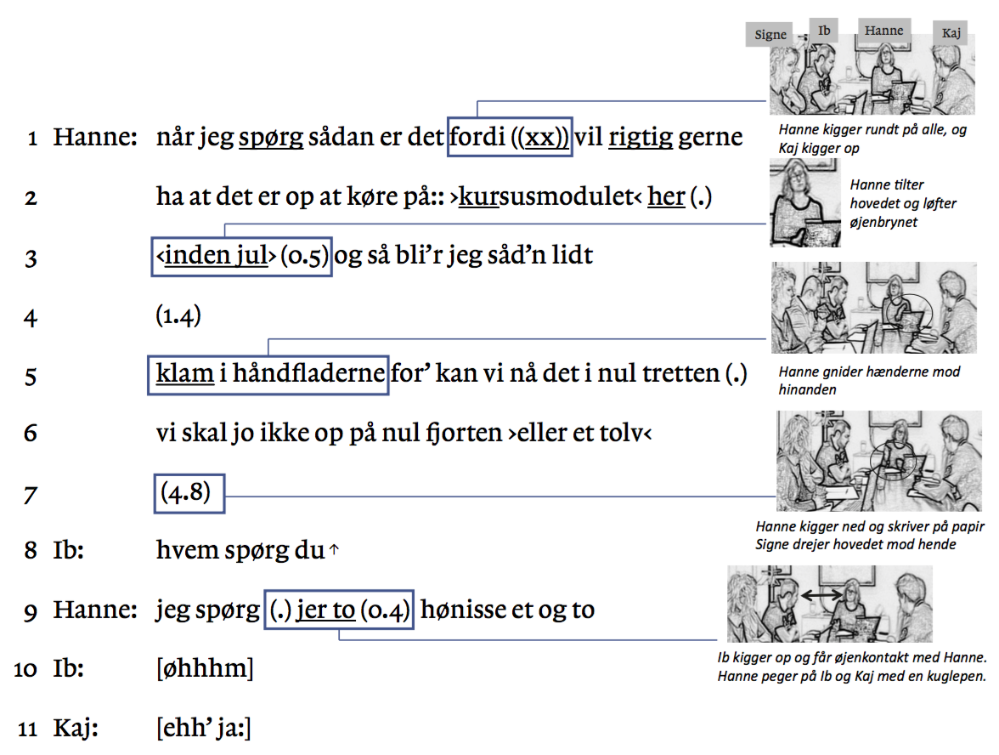 Signe Ib Hanne Kaj
Hanne kigger rundt på alle, og
Kaj kigger op
1 Hanne: når jeg spørg sådan er det fordi ((xx)) vil rigtig gerne
Hanne tilter
hovedet og løfter
øjenbrynet
2 ha at det er op at køre på:: ›kursusmodulet‹ her (.)
3 ‹inden jul› (0.5) og så bli’r jeg såd’n lidt
4 (1.4)
5 klam i håndfladerne for’ kan vi nå det i nul tretten (.)
Hanne gnider hænderne mod
hinanden
6 vi skal jo ikke op på nul fjorten ›eller et tolv‹
7 (4.8)
Hanne kigger ned og skriver på papir
Signe drejer hovedet mod hende
8 Ib: hvem spørg du↑
9 Hanne: jeg spørg (.) jer to (0.4) hønisse et og to
Ib kigger op og får øjenkontakt med Hanne.
Hanne peger på Ib og Kaj med en kuglepen.
10 Ib: [øhhhm]
11 Kaj: [ehh’ ja:]